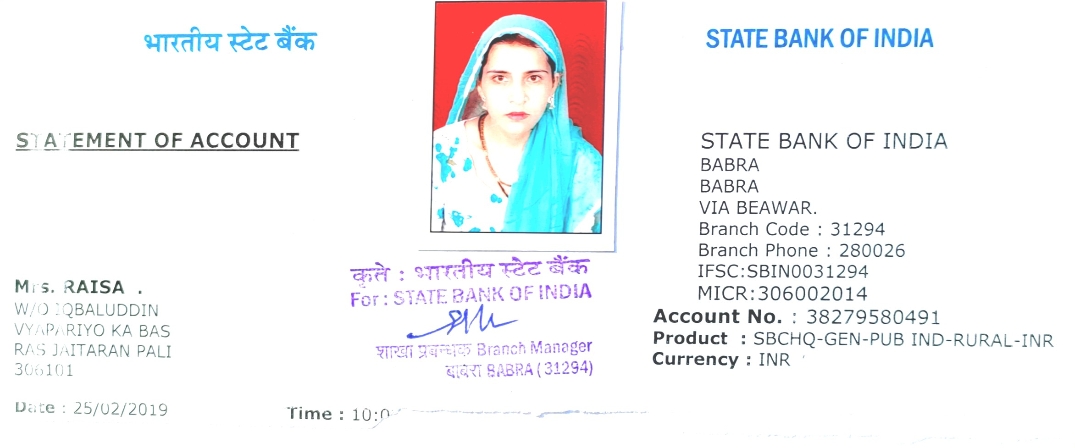 भारतीय स्टेट बैंक
STATE BANK OF INDIA
STATEMENT OF ACCOUNT
STATE BANK OF INDIA
BABRA
BABRA
VIA BEAWAR.
Branch Code : 31294
Branch Phone : 280026
IFSC:SBIN0031294
MICR:306002014
Account No. : 38279580491
Product : SBCHQ-GEN-PUB IND-RURAL-INR
Currency : INR
कृते : भारतीय स्टेट बैंक
For : STATE BANK OF INDIA
शाखा प्रबन्धक Branch Manager
बाबरा BABRA (31294)
Mrs. RAISA .
W/O IQBALUDDIN
VYAPARIYO KA BAS
RAS JAITARAN PALI
306101
Date : 25/02/2019
Time : 10:0